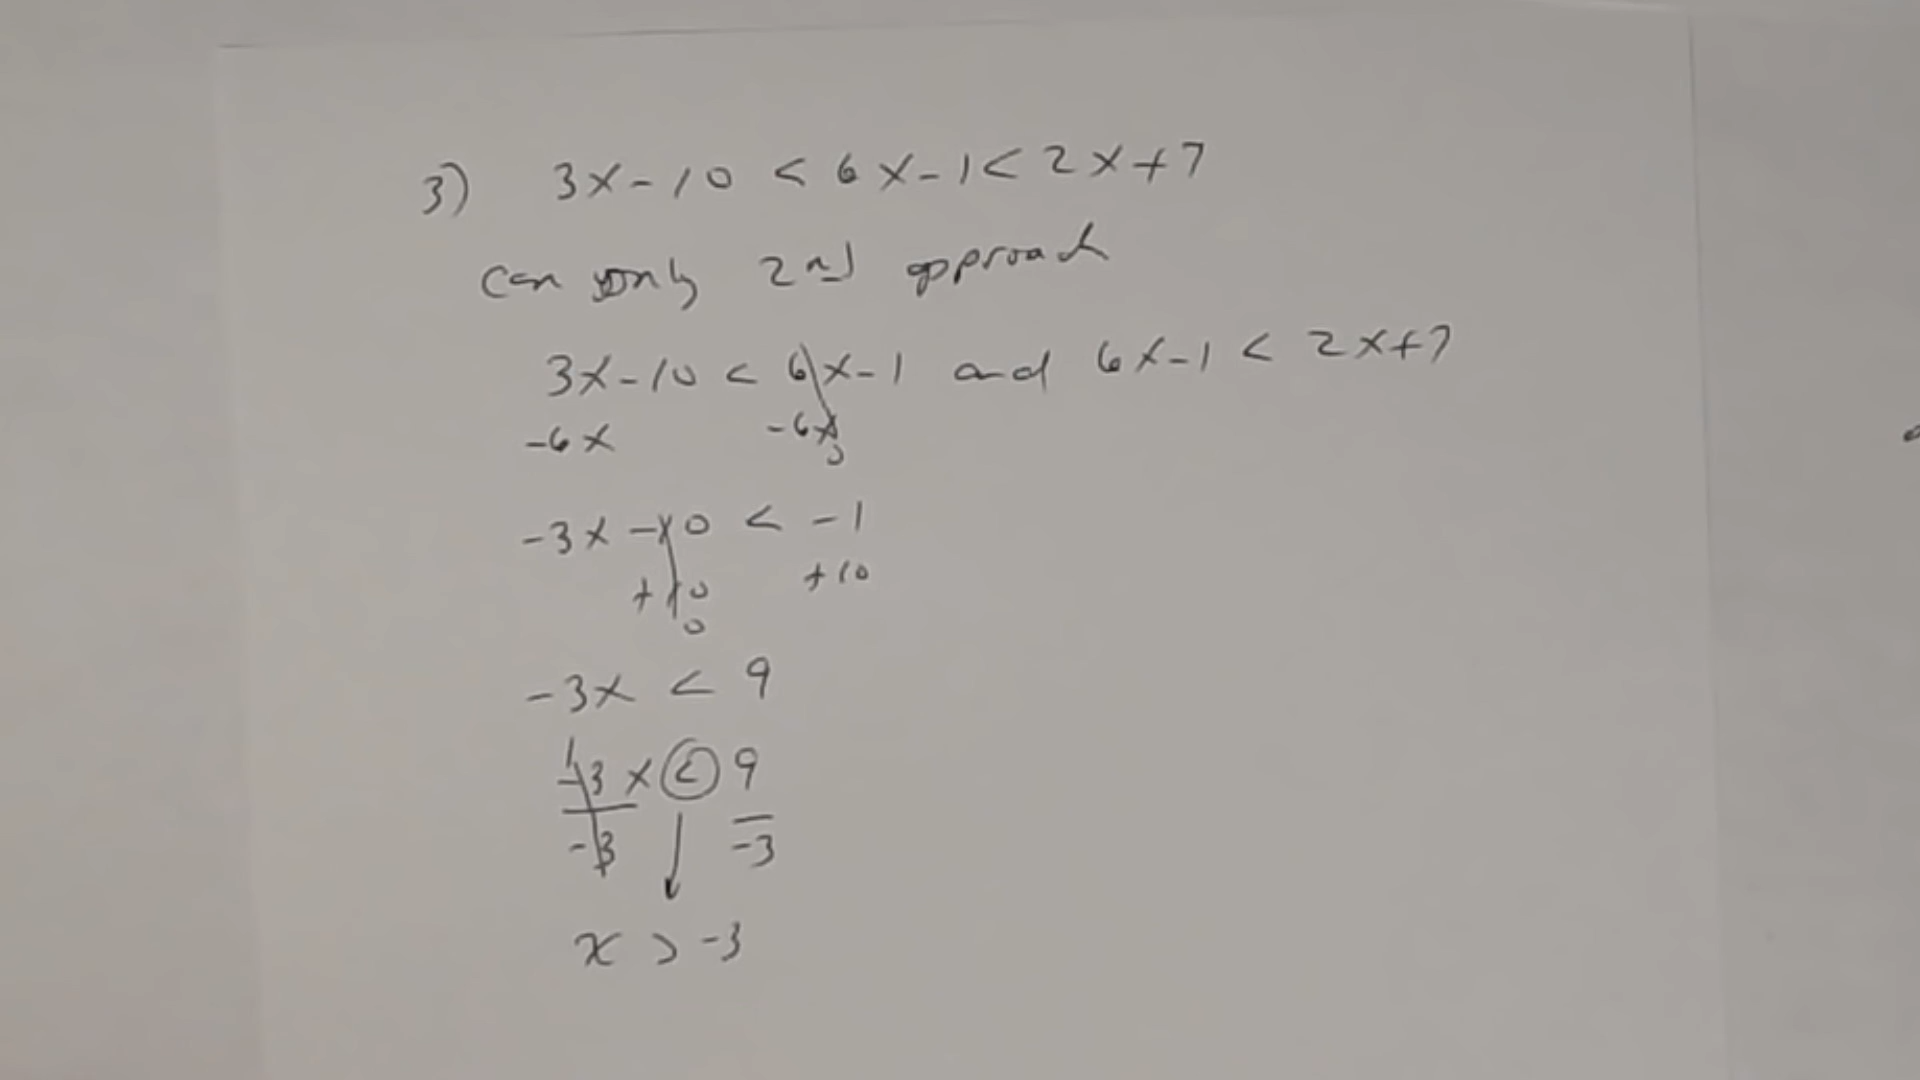 3) 3x-10 < 6x-1 < 2x+7
can only 2nd approach
3x-10 < 6x-1 and 6x-1 < 2x+7
-6x -6x
0
-3x-10 < -1
+10 +10
0
-3x < 9
1
-3x < 9
-3 -3
x > -3